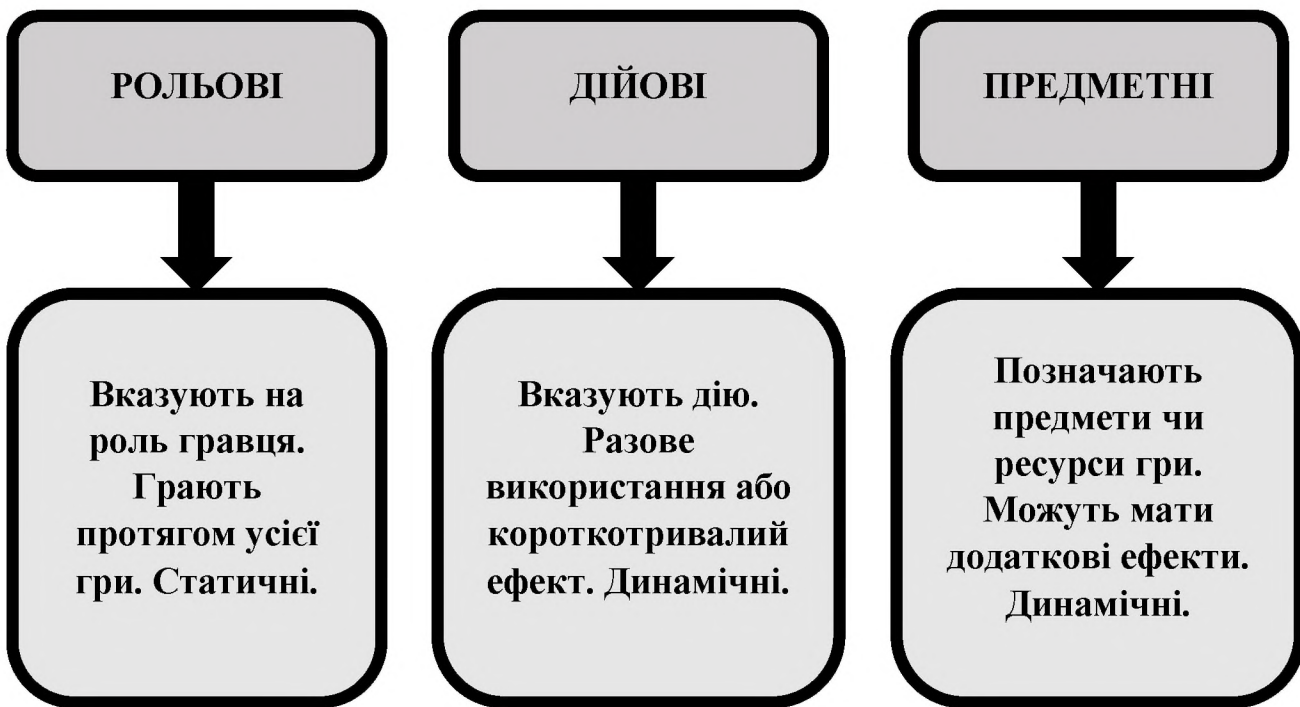 РОЛЬОВІ
ДІЙОВІ
ПРЕДМЕТНІ
Вказують на
роль гравця.
Грають
протягом усієї
гри. Статичні.
Вказують дію.
Разове
використання або
короткотривалий
ефект. Динамічні.
Позначають
предмети чи
ресурси гри.
Можуть мати
додаткові ефекти.
Динамічні.